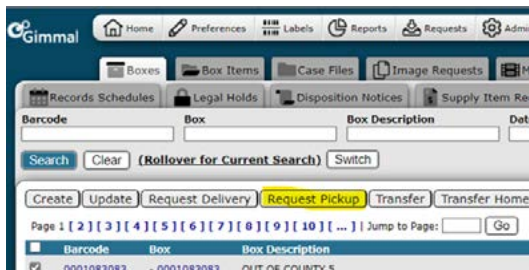 Gimmal Home Preferences Labels Reports Requests Admi
Boxes Box Items Case Files Image Requests M
Records Schedules Legal Holds Disposition Notices Supply Item Re
Barcode Box Box Description Dat
Search Clear (Rollover for Current Search) Switch
Create Update Request Delivery Request Pickup Transfer Transfer Home
Page 1 [ 2 ] [ 3 ] [ 4 ] [ 5 ] [ 6 ] [ 7 ] [ 8 ] [ 9 ] [ 10 ] [ ... ] | Jump to Page: Go
Barcode Box Box Description
0001083083 - 0001083083 OUT OF COUNTY 5